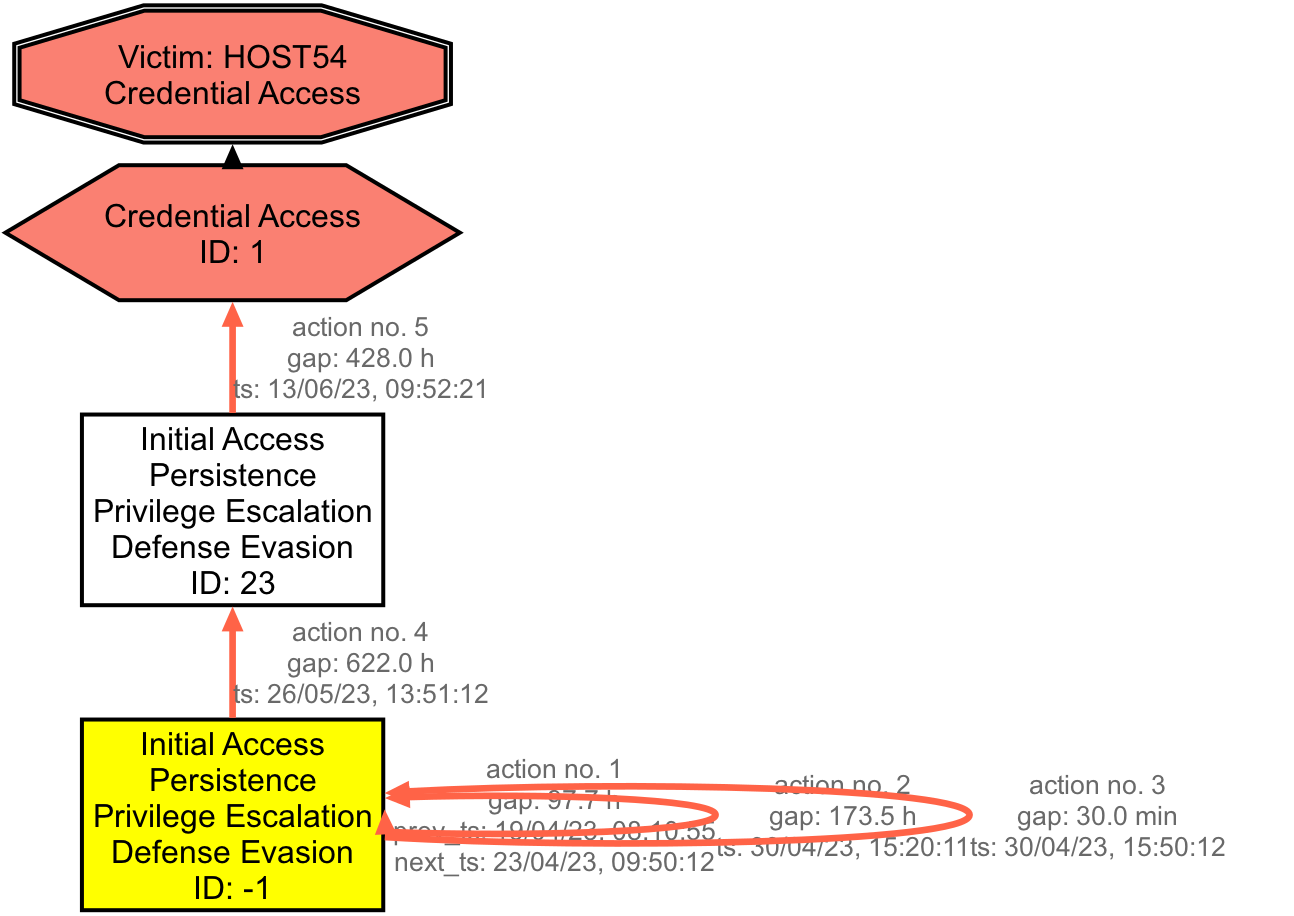 Victim: HOST54
Credential Access
Credential Access
ID: 1
action no. 5
gap: 428.0 h
ts: 13/06/23, 09:52:21
Initial Access
Persistence
Privilege Escalation
Defense Evasion
ID: 23
action no. 4
gap: 622.0 h
ts: 26/05/23, 13:51:12
Initial Access
Persistence
Privilege Escalation
Defense Evasion
ID: -1
action no. 1
gap: 97.7 h
prev_ts: 19/04/23, 08:10:55
next_ts: 23/04/23, 09:50:12
action no. 2
gap: 173.5 h
ts: 30/04/23, 15:20:11
action no. 3
gap: 30.0 min
ts: 30/04/23, 15:50:12